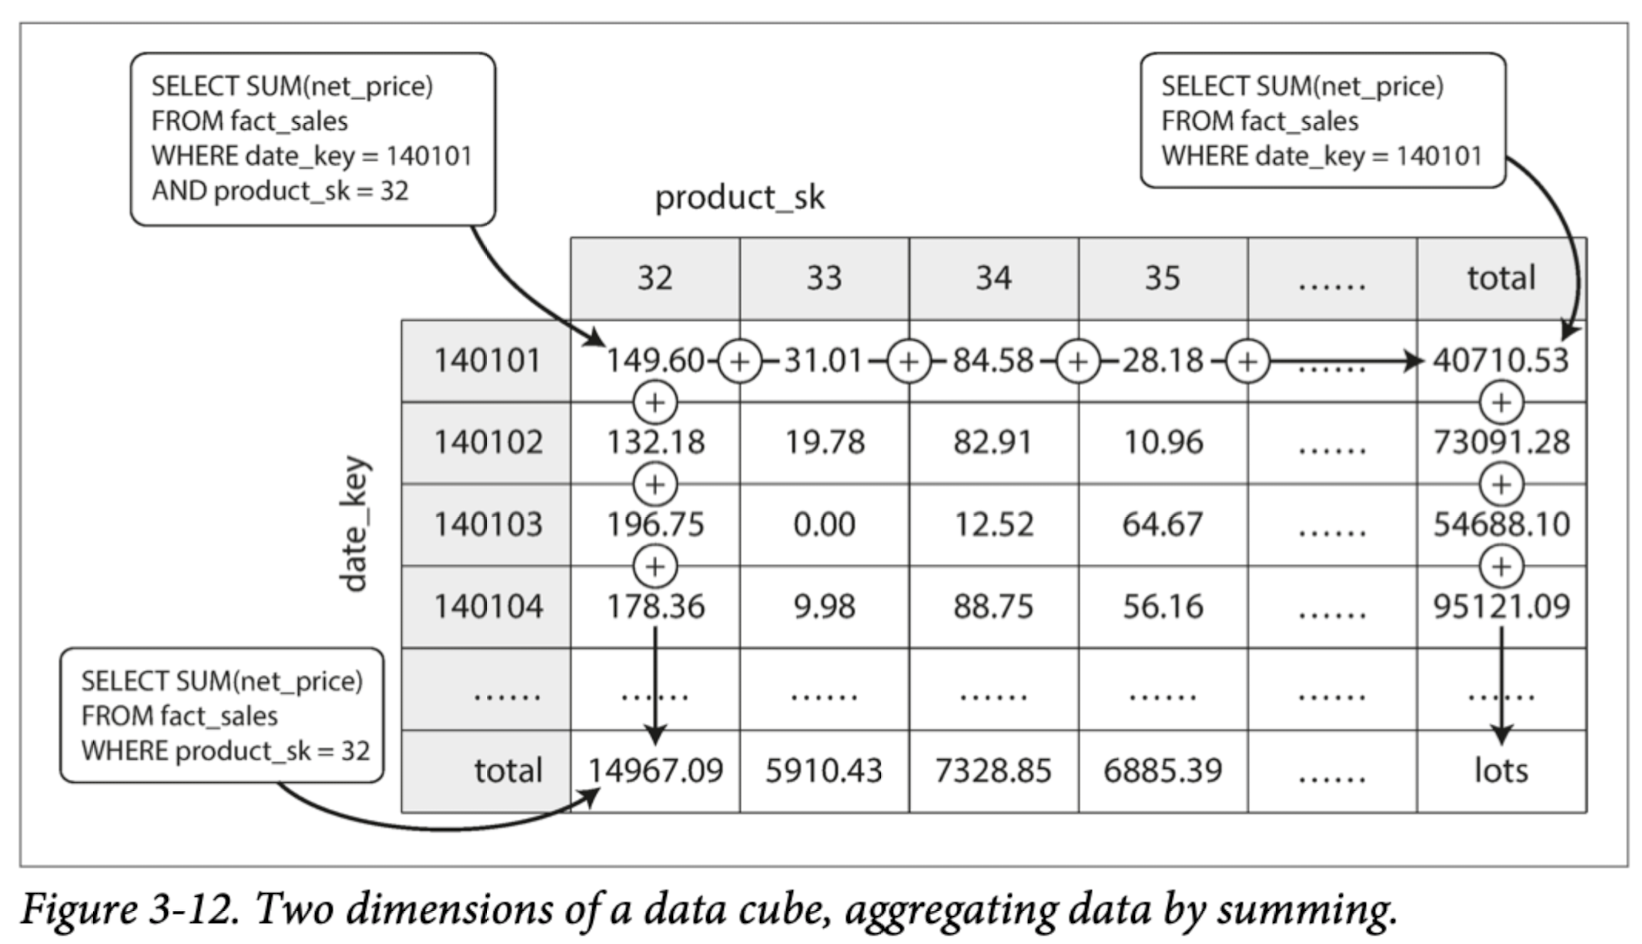 SELECT SUM(net_price)
FROM fact_sales
WHERE date_key = 140101
AND product_sk = 32
SELECT SUM(net_price)
FROM fact_sales
WHERE date_key = 140101
product_sk
32 33 34 35 ...... total
date_key
140101 149.60 + 31.01 + 84.58 + 28.18 + ...... 40710.53
+ +
140102 132.18 19.78 82.91 10.96 ...... 73091.28
+ +
140103 196.75 0.00 12.52 64.67 ...... 54688.10
+ +
140104 178.36 9.98 88.75 56.16 ...... 95121.09
...... ...... ...... ...... ...... ...... ......
total 14967.09 5910.43 7328.85 6885.39 ...... lots
SELECT SUM(net_price)
FROM fact_sales
WHERE product_sk = 32
Figure 3-12. Two dimensions of a data cube, aggregating data by summing.